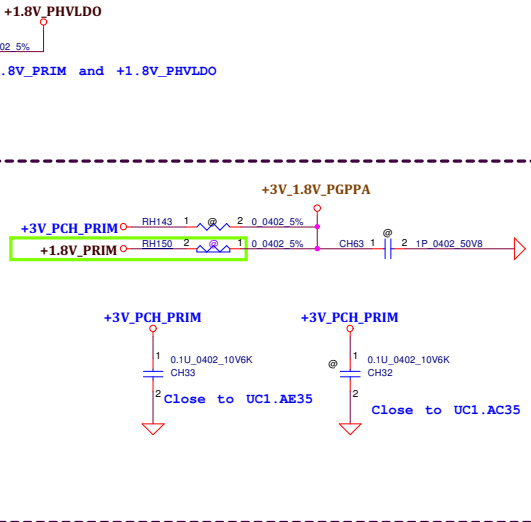 +1.8V_PHVLDO
02_5%
.8V_PRIM and +1.8V_PHVLDO
+3V_1.8V_PGPPA
+3V_PCH_PRIM RH143 1 @ 2 0_0402_5%
+1.8V_PRIM RH150 2 @ 1 0_0402_5% CH63 1 @ 2 1P_0402_50V8
+3V_PCH_PRIM +3V_PCH_PRIM
1 0.1U_0402_10V6K @ 1 0.1U_0402_10V6K
CH33 CH32
2 Close to UC1.AE35 2 Close to UC1.AC35